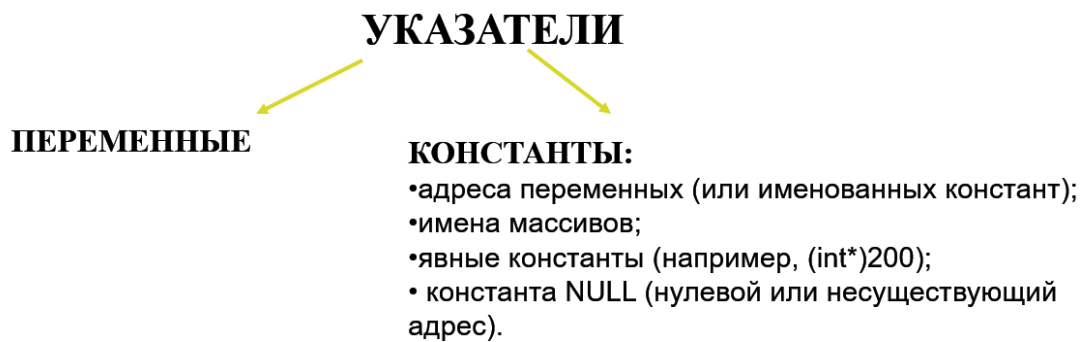 УКАЗАТЕЛИ
ПЕРЕМЕННЫЕ
КОНСТАНТЫ:
•адреса переменных (или именованных констант);
•имена массивов;
•явные константы (например, (int*)200);
• константа NULL (нулевой или несуществующий
адрес).